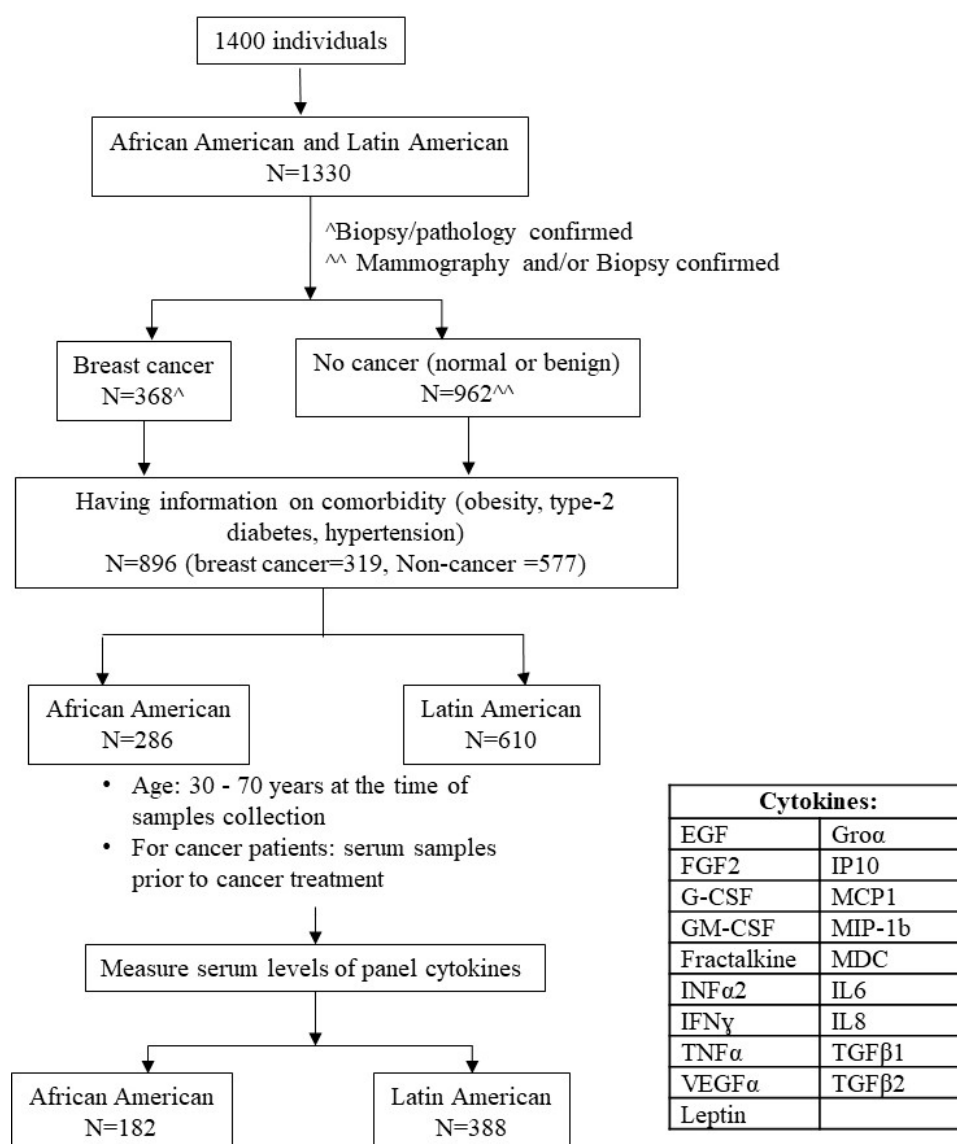 1400 individuals
African American and Latin American
N=1330
^Biopsy/pathology confirmed
^^ Mammography and/or Biopsy confirmed
Breast cancer
N=368^
No cancer (normal or benign)
N=962^^
Having information on comorbidity (obesity, type-2
diabetes, hypertension)
N=896 (breast cancer=319, Non-cancer =577)
African American
N=286
Latin American
N=610
• Age: 30 - 70 years at the time of
samples collection
• For cancer patients: serum samples
prior to cancer treatment
Measure serum levels of panel cytokines
African American
N=182
Latin American
N=388
Cytokines:
EGF Groα
FGF2 IP10
G-CSF MCP1
GM-CSF MIP-1b
Fractalkine MDC
INFα2 IL6
IFNɣ IL8
TNFα TGFβ1
VEGFα TGFβ2
Leptin